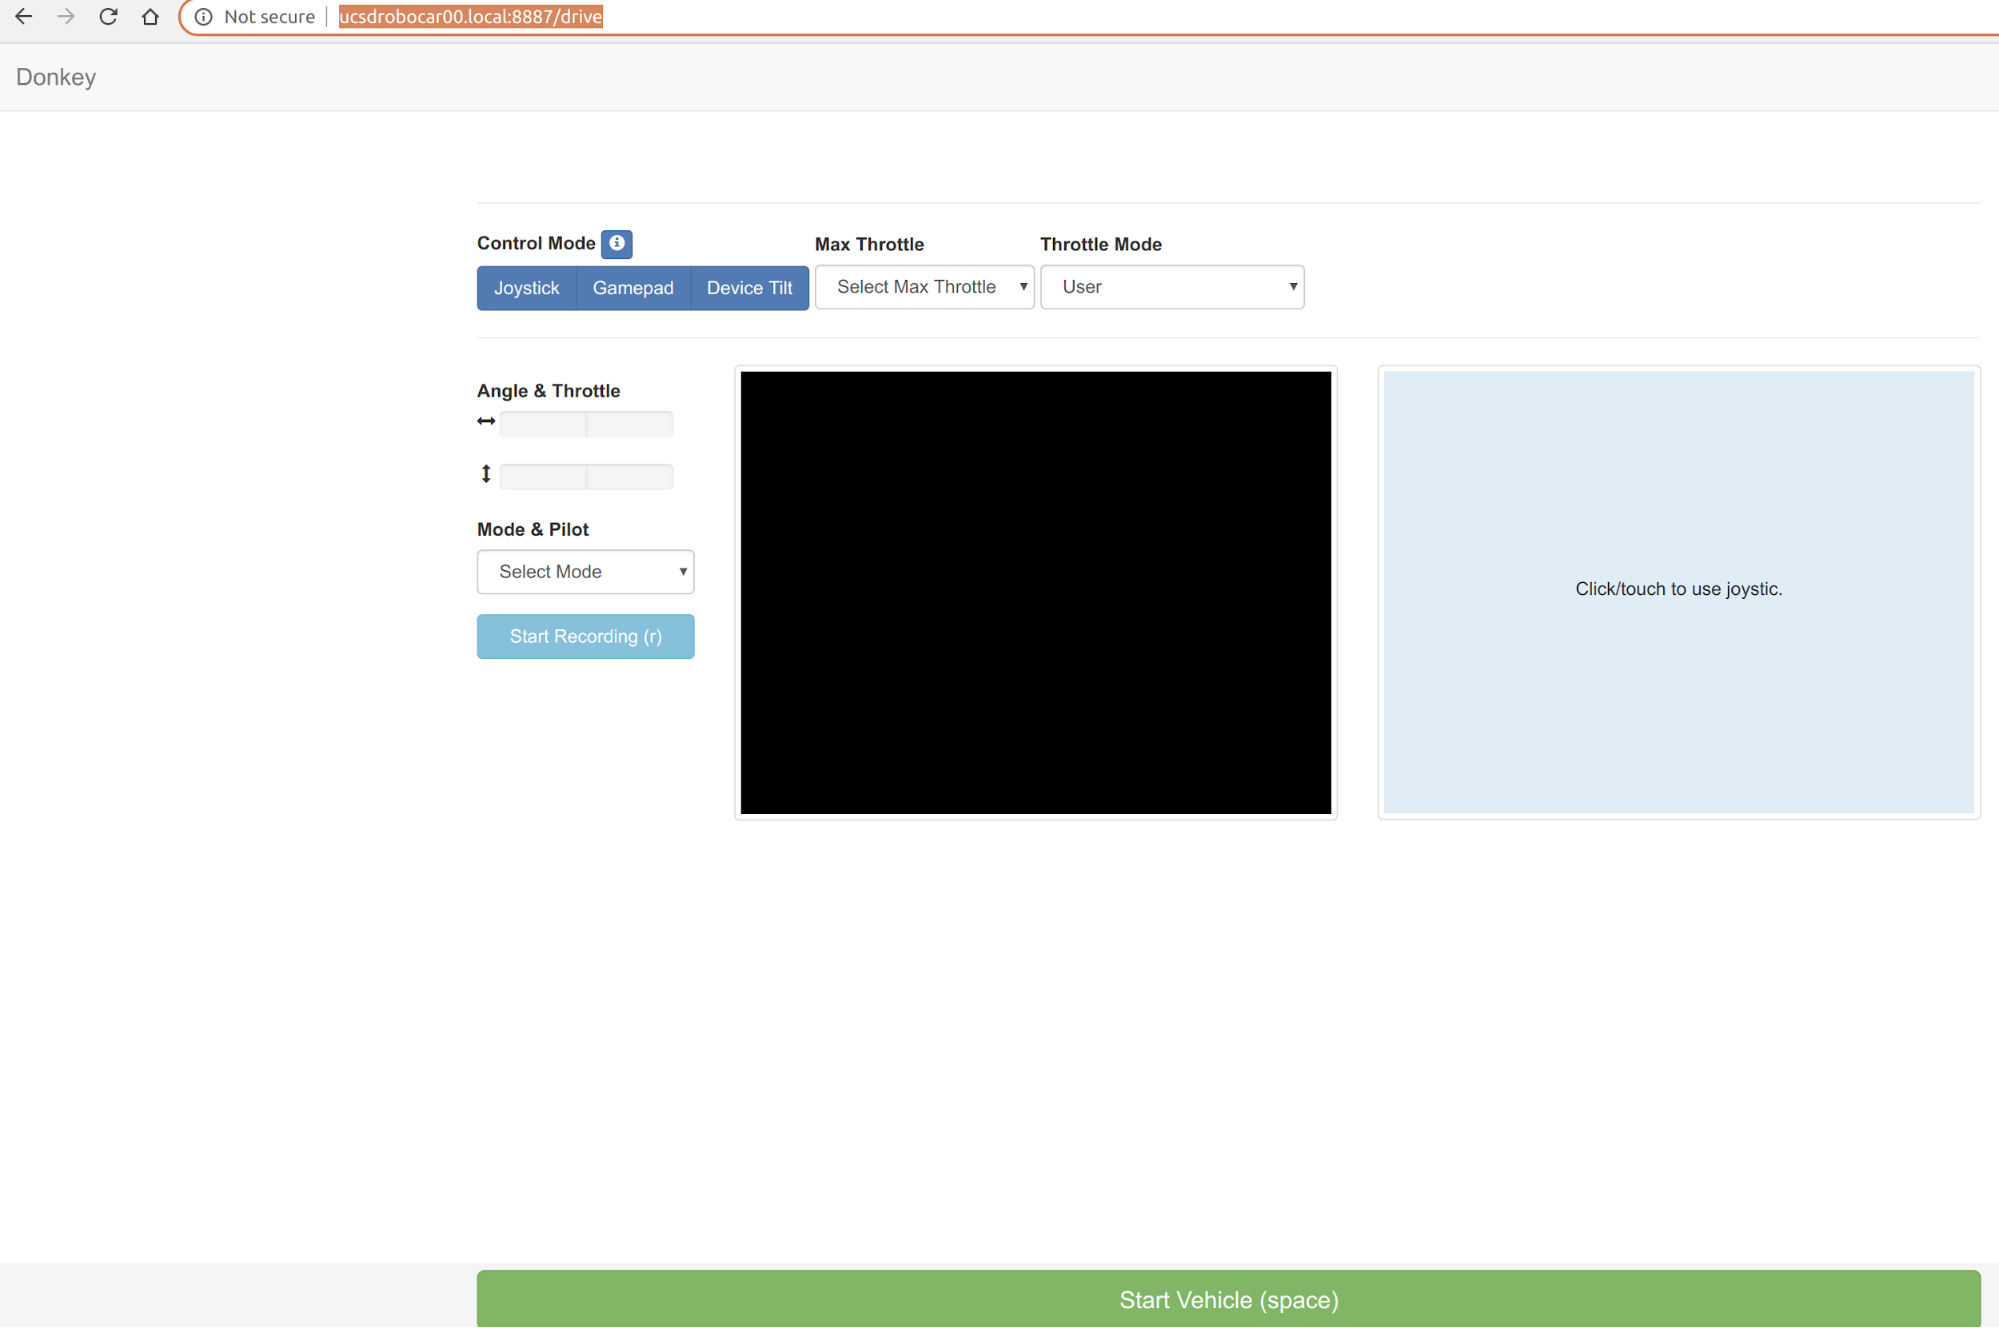 Not secure | ucsdrobocar00.local:8887/drive
Donkey
Control Mode
Max Throttle
Throttle Mode
Joystick
Gamepad
Device Tilt
Select Max Throttle
User
Angle & Throttle
Mode & Pilot
Select Mode
Start Recording (r)
Click/touch to use joystic.
Start Vehicle (space)